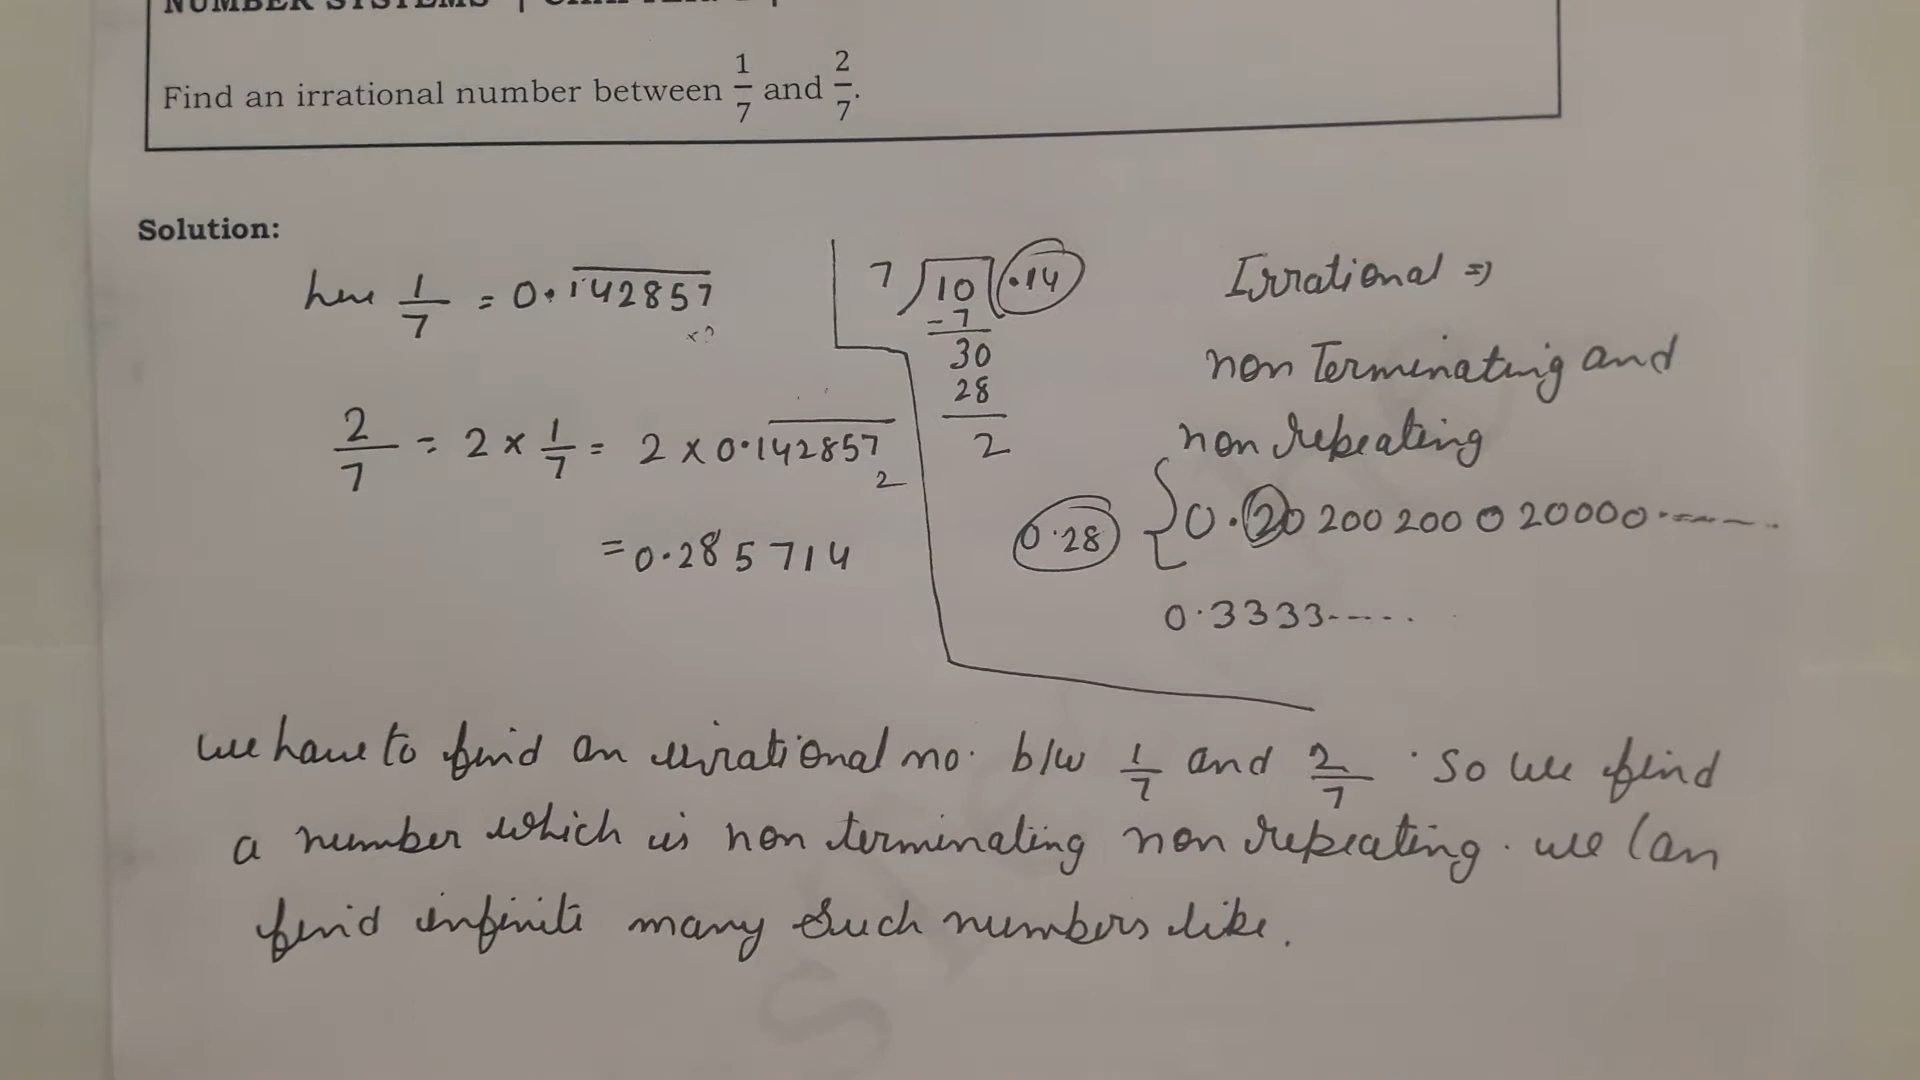 NUMBER SYSTEMS |
Find an irrational number between 1/7 and 2/7.
Solution:
here 1/7 = 0.142857
2/7 = 2 × 1/7 = 2 × 0.142857
2
= 0.285714
7 10 .14
-7
30
28
2
Irrational ⇒
non Terminating and
non repeating
0.28 { 0.20 200 200 0 20000.......
0.3333.....
we have to find an irrational no. b/w 1/7 and 2/7 . So we find
a number which is non terminating non repeating. we can
find infinite many such numbers like.